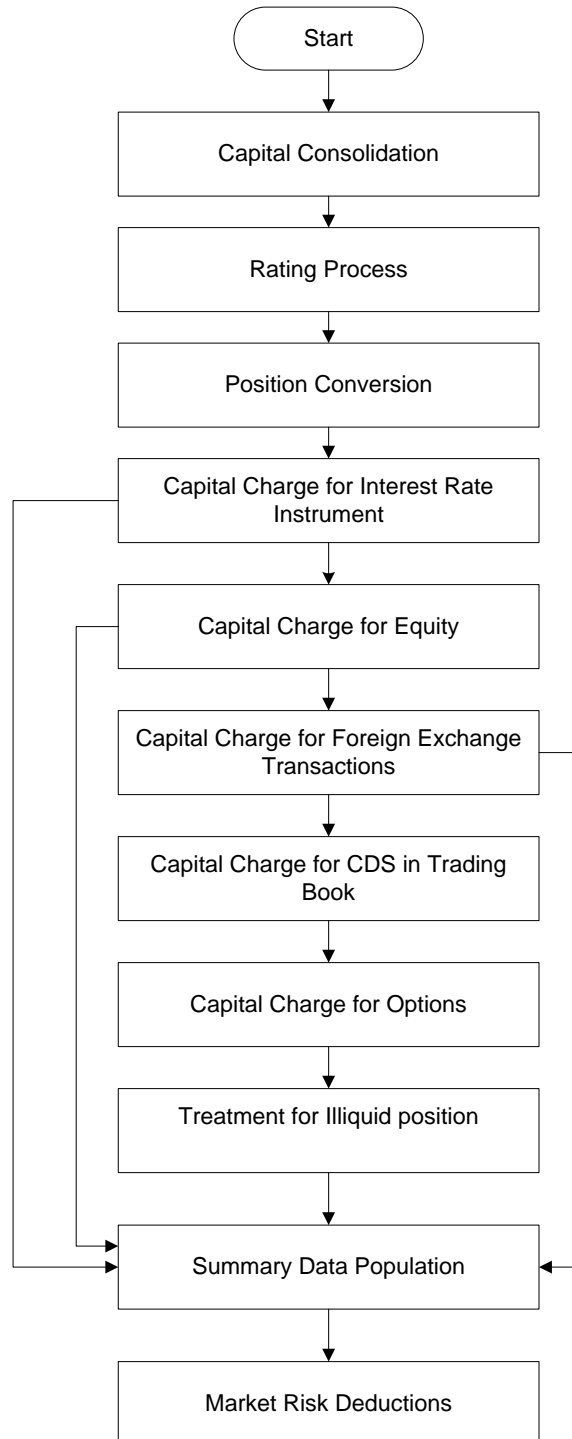 Start
Capital Consolidation
Rating Process
Position Conversion
Capital Charge for Interest Rate
Instrument
Capital Charge for Equity
Capital Charge for Foreign Exchange
Transactions
Capital Charge for CDS in Trading
Book
Capital Charge for Options
Treatment for Illiquid position
Summary Data Population
Market Risk Deductions